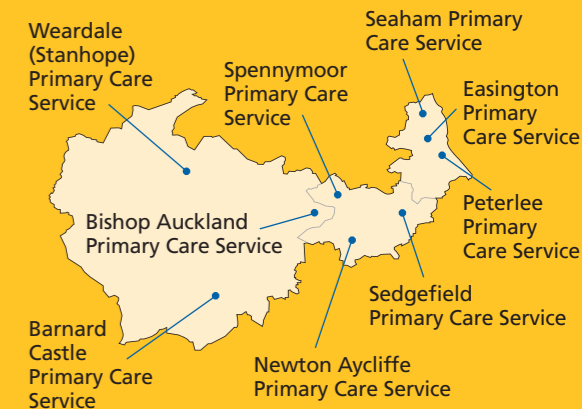 Weardale
(Stanhope)
Primary Care
Service
Spennymoor
Primary Care
Service
Seaham Primary
Care Service
Easington
Primary
Care Service
Peterlee
Primary
Care Service
Bishop Auckland
Primary Care Service
Sedgefield
Primary Care Service
Barnard
Castle
Primary Care
Service
Newton Aycliffe
Primary Care Service